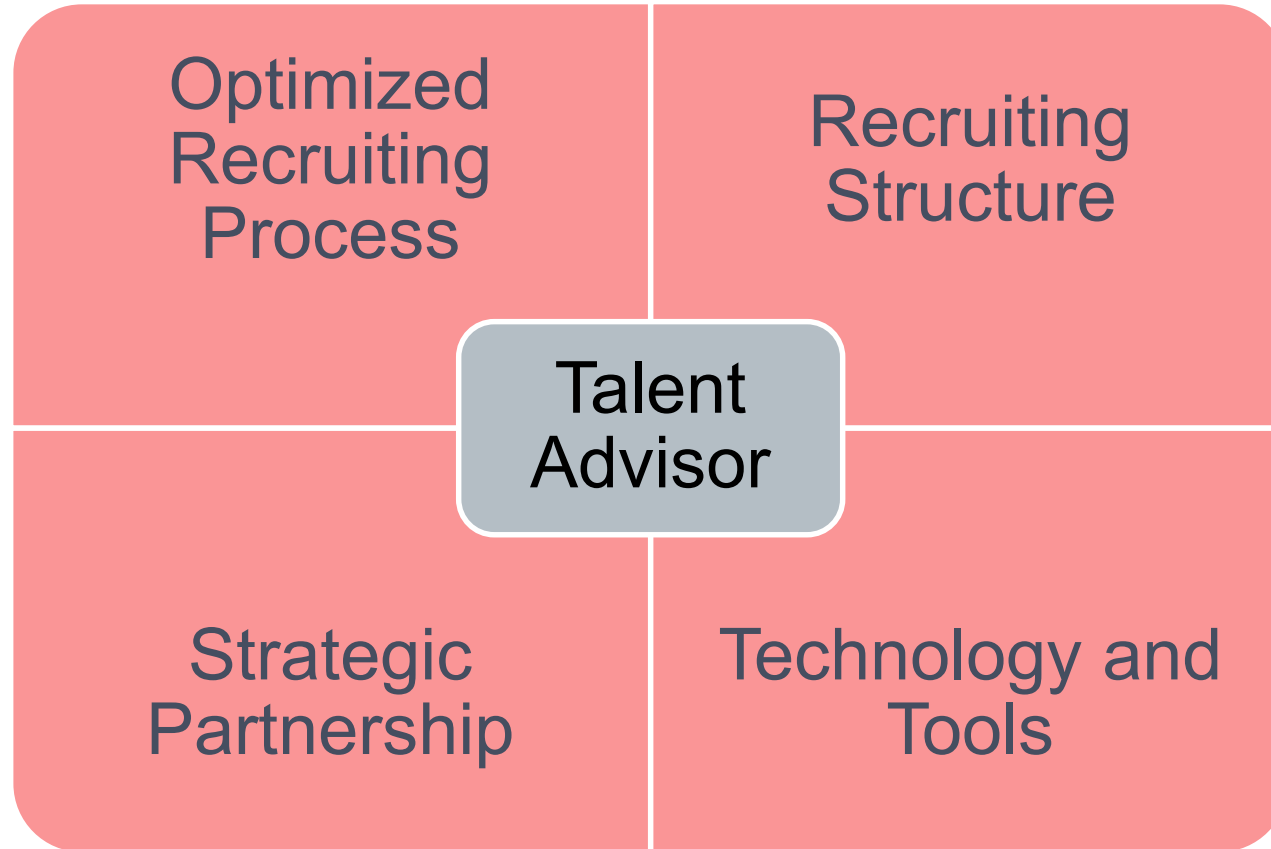 Optimized
Recruiting
Process
Recruiting
Structure
Talent
Advisor
Strategic
Partnership
Technology and
Tools